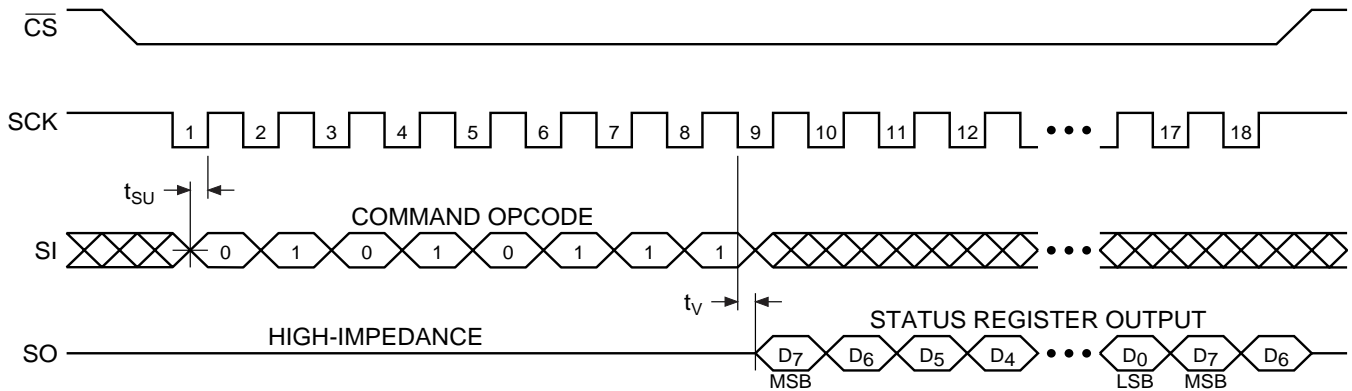 CS
SCK 1 2 3 4 5 6 7 8 9 10 11 12 ••• 17 18
tSU
COMMAND OPCODE
SI 0 1 0 1 0 1 1 1 •••
tV
HIGH-IMPEDANCE STATUS REGISTER OUTPUT
SO D7 D6 D5 D4 ••• D0 D7 D6
MSB LSB MSB